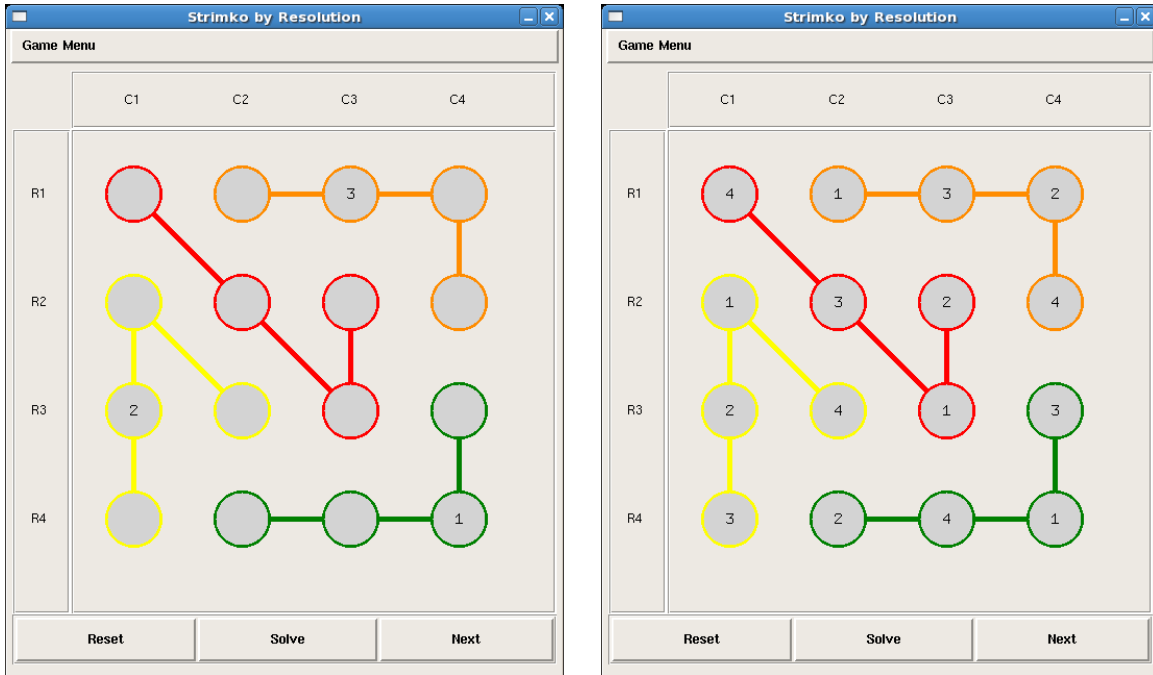 Strimko by Resolution
Game Menu
C1 C2 C3 C4
R1 3
R2
R3 2
R4 1
Reset Solve Next
Strimko by Resolution
Game Menu
C1 C2 C3 C4
R1 4 1 3 2
R2 1 3 2 4
R3 2 4 1 3
R4 3 2 4 1
Reset Solve Next